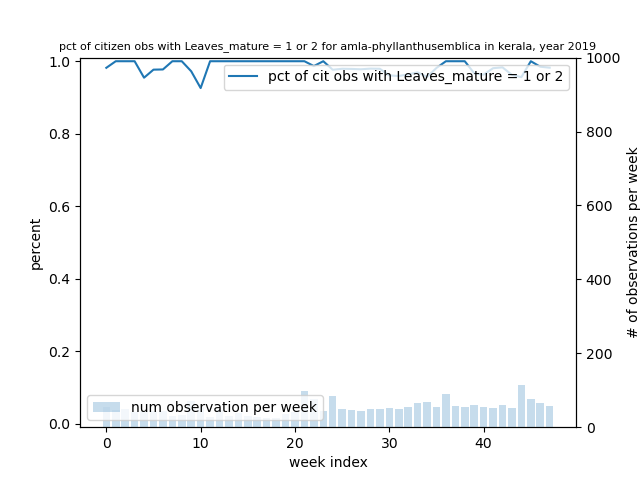 pct of citizen obs with Leaves_mature = 1 or 2 for amla-phyllanthusemblica in kerala, year 2019
pct of cit obs with Leaves_mature = 1 or 2
num observation per week
percent
1.0
0.8
0.6
0.4
0.2
0.0
0
10
20
30
40
week index
1000
800
600
400
200
0
# of observations per week